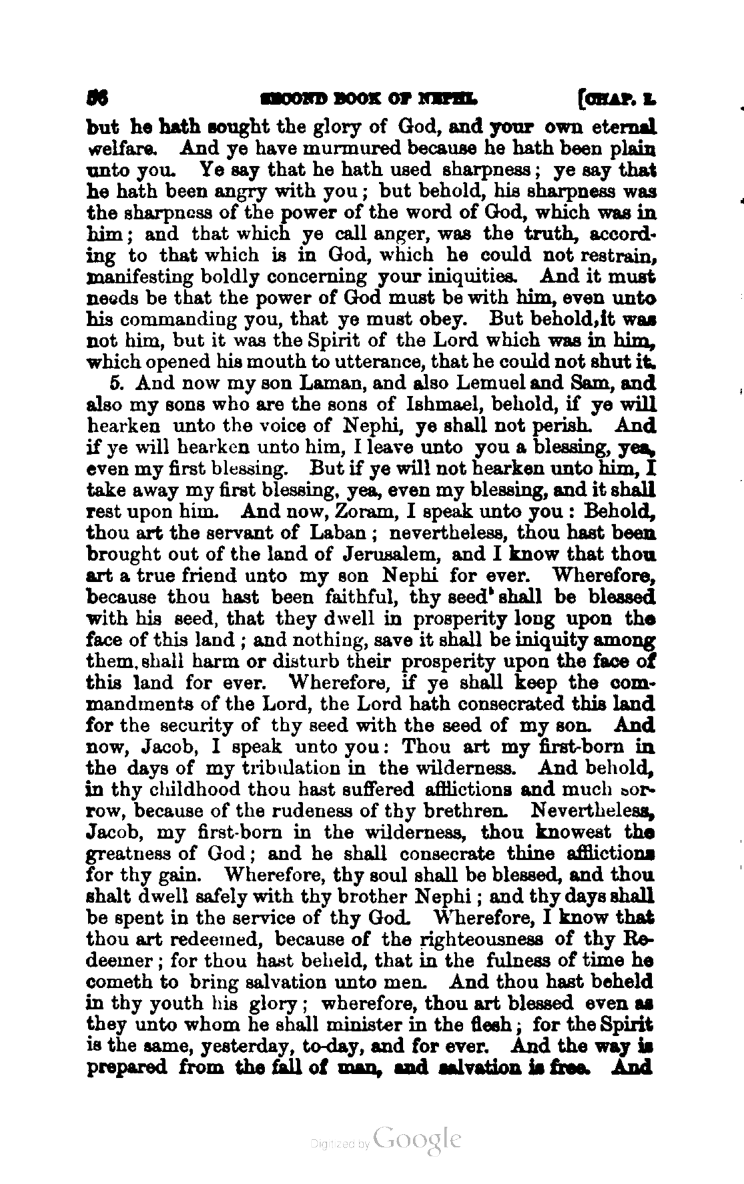 56 SECOND BOOK OF NEPHI. [CHAP. I.
but he hath sought the glory of God, and your own eternal
welfare. And ye have murmured because he hath been plain
unto you. Ye say that he hath used sharpness; ye say that
he hath been angry with you; but behold, his sharpness was
the sharpness of the power of the word of God, which was in
him; and that which ye call anger, was the truth, accord-
ing to that which is in God, which he could not restrain,
manifesting boldly concerning your iniquities. And it must
needs be that the power of God must be with him, even unto
his commanding you, that ye must obey. But behold, it was
not him, but it was the Spirit of the Lord which was in him,
which opened his mouth to utterance, that he could not shut it.
5. And now my son Laman, and also Lemuel and Sam, and
also my sons who are the sons of Ishmael, behold, if ye will
hearken unto the voice of Nephi, ye shall not perish. And
if ye will hearken unto him, I leave unto you a blessing, yea,
even my first blessing. But if ye will not hearken unto him, I
take away my first blessing, yea, even my blessing, and it shall
rest upon him. And now, Zoram, I speak unto you: Behold,
thou art the servant of Laban; nevertheless, thou hast been
brought out of the land of Jerusalem, and I know that thou
art a true friend unto my son Nephi for ever. Wherefore,
because thou hast been faithful, thy seed shall be blessed
with his seed, that they dwell in prosperity long upon the
face of this land; and nothing, save it shall be iniquity among
them, shall harm or disturb their prosperity upon the face of
this land for ever. Wherefore, if ye shall keep the com-
mandments of the Lord, the Lord hath consecrated this land
for the security of thy seed with the seed of my son. And
now, Jacob, I speak unto you: Thou art my first-born in
the days of my tribulation in the wilderness. And behold,
in thy childhood thou hast suffered afflictions and much sor-
row, because of the rudeness of thy brethren. Nevertheless,
Jacob, my first-born in the wilderness, thou knowest the
greatness of God; and he shall consecrate thine afflictions
for thy gain. Wherefore, thy soul shall be blessed, and thou
shalt dwell safely with thy brother Nephi; and thy days shall
be spent in the service of thy God. Wherefore, I know that
thou art redeemed, because of the righteousness of thy Re-
deemer; for thou hast beheld, that in the fulness of time he
cometh to bring salvation unto men. And thou hast beheld
in thy youth his glory; wherefore, thou art blessed even as
they unto whom he shall minister in the flesh; for the Spirit
is the same, yesterday, to-day, and for ever. And the way is
prepared from the fall of man, and salvation is free. And
Digitized by Google